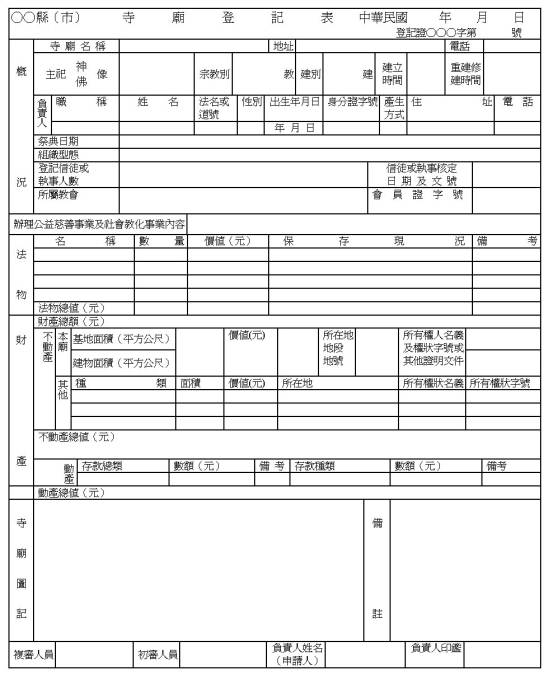 ○○縣（市） 寺廟登記表 中華民國 年 月 日
登記證○○○字第 號
概況
寺廟名稱 地址 電話
主祀神佛像 宗教別 教 建別 建 建立時間 重建修建時間
負責人 職稱 姓名 法名或道號 性別 出生年月日 身分證字號 產生方式 住址 電話
年 月 日
祭典日期
組織型態
登記信徒或執事人數 信徒或執事核定日期及文號
所屬教會 會員證字號
辦理公益慈善事業及社會教化事業內容
法物 名稱 數量 價值（元） 保存現況 備考
法物總值（元）
財產
財產總額（元）
不動產 本廟 基地面積（平方公尺） 價值(元) 所在地地段地號 所有權人名義及權狀字號或其他證明文件
建物面積（平方公尺）
其他 種類 面積 價值(元) 所在地 所有權狀名義 所有權狀字號
不動產總值（元）
動產 存款總類 數額（元） 備考 存款種類 數額（元） 備考
動產總值（元）
寺廟圖記 備註
複審人員 初審人員 負責人姓名（申請人） 負責人印鑑